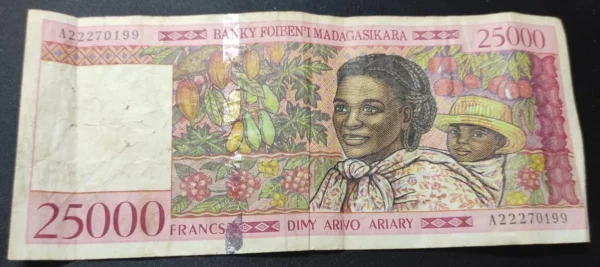 A22270199 BANKY FOIBEN'I MADAGASIKARA 25000
25000 FRANCS DIMY ARIVO ARIARY A22270199